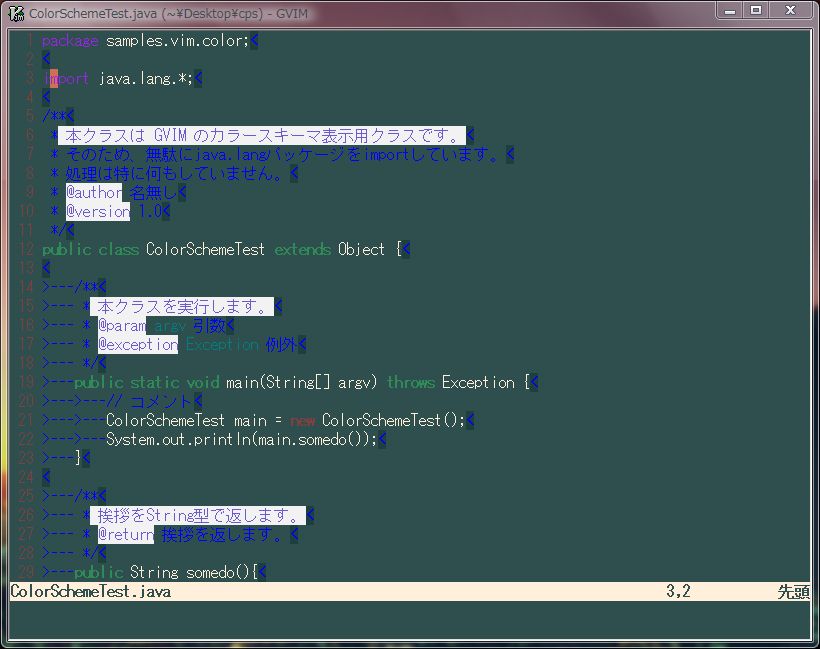 ColorSchemeTest.java (~¥Desktop¥cps) - GVIM
1 package samples.vim.color;<
2 <
3 import java.lang.*;<
4 <
5 /**<
6  * 本クラスは GVIM のカラースキーマ表示用クラスです。<
7  * そのため、無駄にjava.langパッケージをimportしています。<
8  * 処理は特に何もしていません。<
9  * @author 名無し<
10  * @version 1.0<
11  */<
12 public class ColorSchemeTest extends Object {<
13 <
14 >---/**<
15 >--- * 本クラスを実行します。<
16 >--- * @param argv 引数<
17 >--- * @exception Exception 例外<
18 >--- */<
19 >---public static void main(String[] argv) throws Exception {<
20 >--->---// コメント<
21 >--->---ColorSchemeTest main = new ColorSchemeTest();<
22 >--->---System.out.println(main.somedo());<
23 >---}<
24 <
25 >---/**<
26 >--- * 挨拶をString型で返します。<
27 >--- * @return 挨拶を返します。<
28 >--- */<
29 >---public String somedo(){<
ColorSchemeTest.java 3,2 先頭